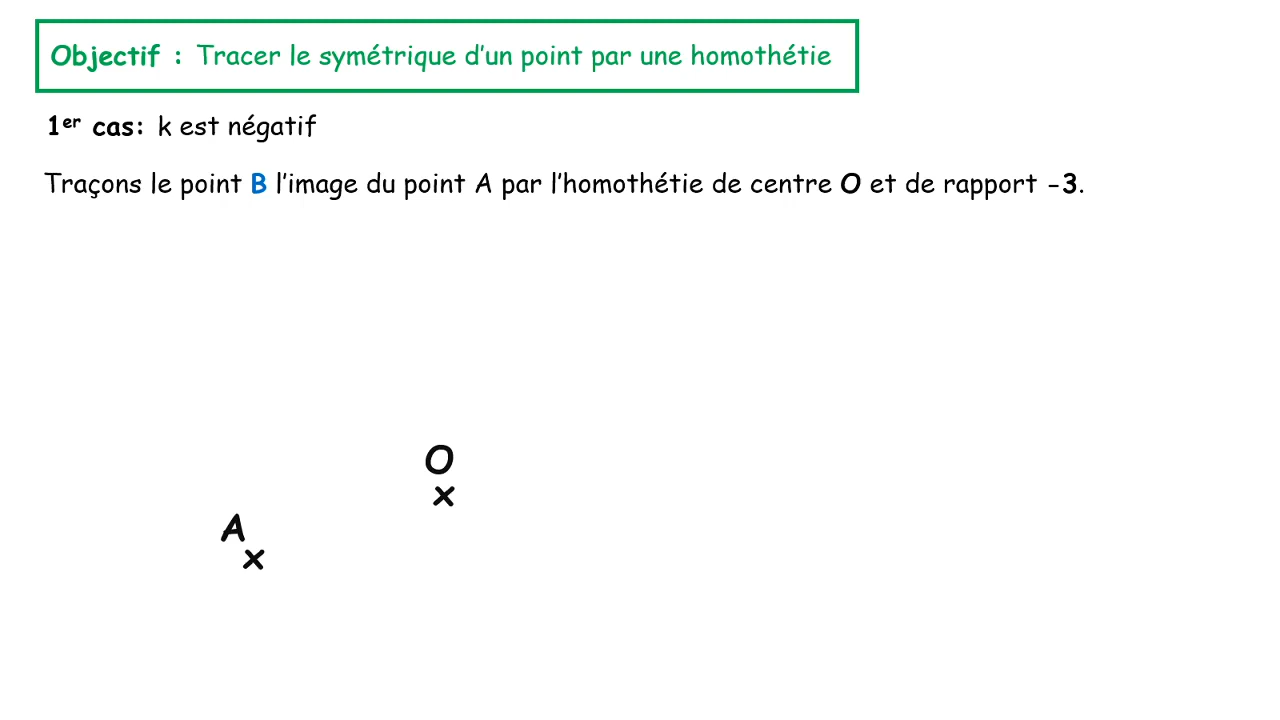 Objectif : Tracer le symétrique d’un point par une homothétie
1er cas: k est négatif
Traçons le point B l’image du point A par l’homothétie de centre O et de rapport -3.
O
×
A
×